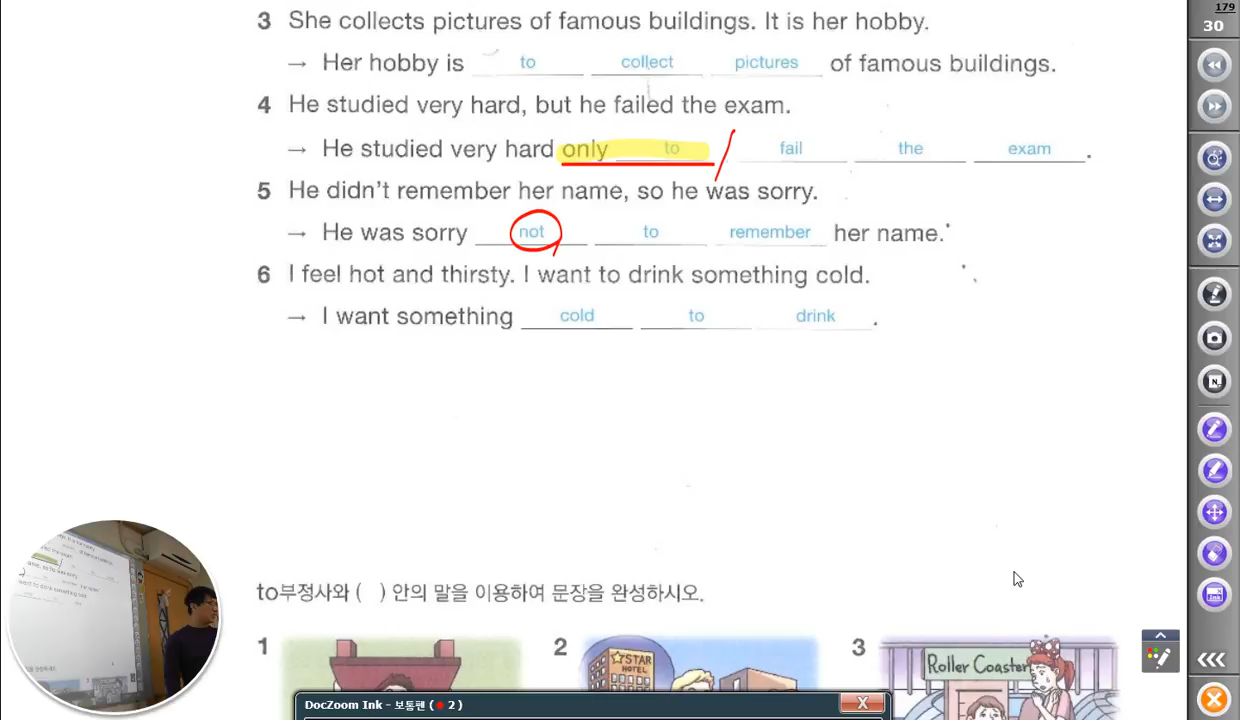 179
30
3 She collects pictures of famous buildings. It is her hobby.
→ Her hobby is to collect pictures of famous buildings.
4 He studied very hard, but he failed the exam.
→ He studied very hard only to fail the exam.
5 He didn't remember her name, so he was sorry.
→ He was sorry not to remember her name.
6 I feel hot and thirsty. I want to drink something cold.
→ I want something cold to drink.
to부정사와 ( ) 안의 말을 이용하여 문장을 완성하시오.
1 2 3
STAR HOTEL
Roller Coaster
DocZoom Ink - 보통펜 ( 2 )